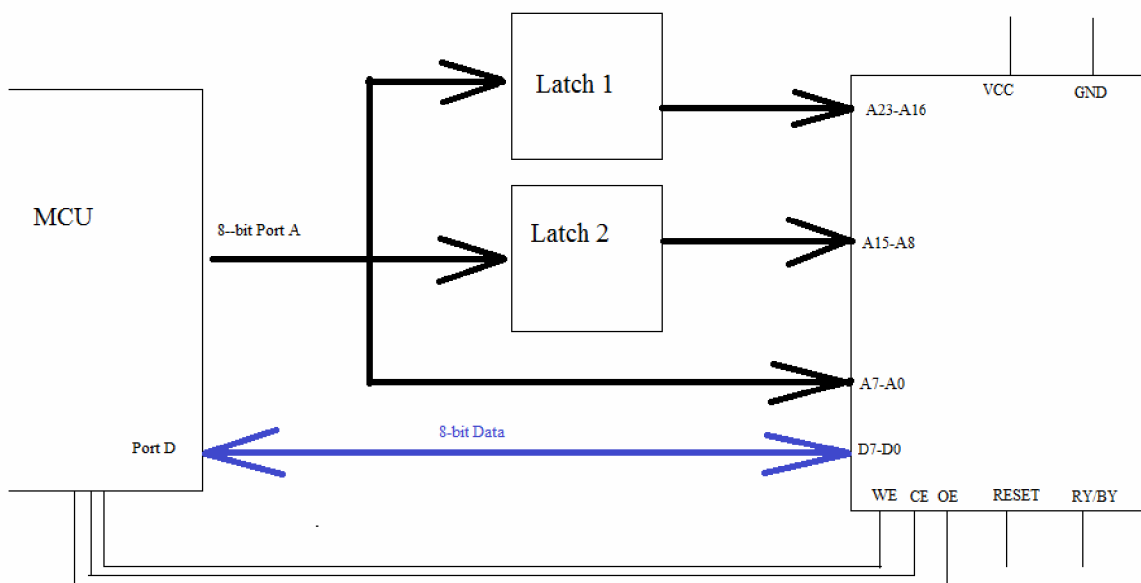 Latch 1
VCC
GND
A23-A16
MCU
8--bit Port A
Latch 2
A15-A8
A7-A0
Port D
8-bit Data
D7-D0
WE
CE
OE
RESET
RY/BY